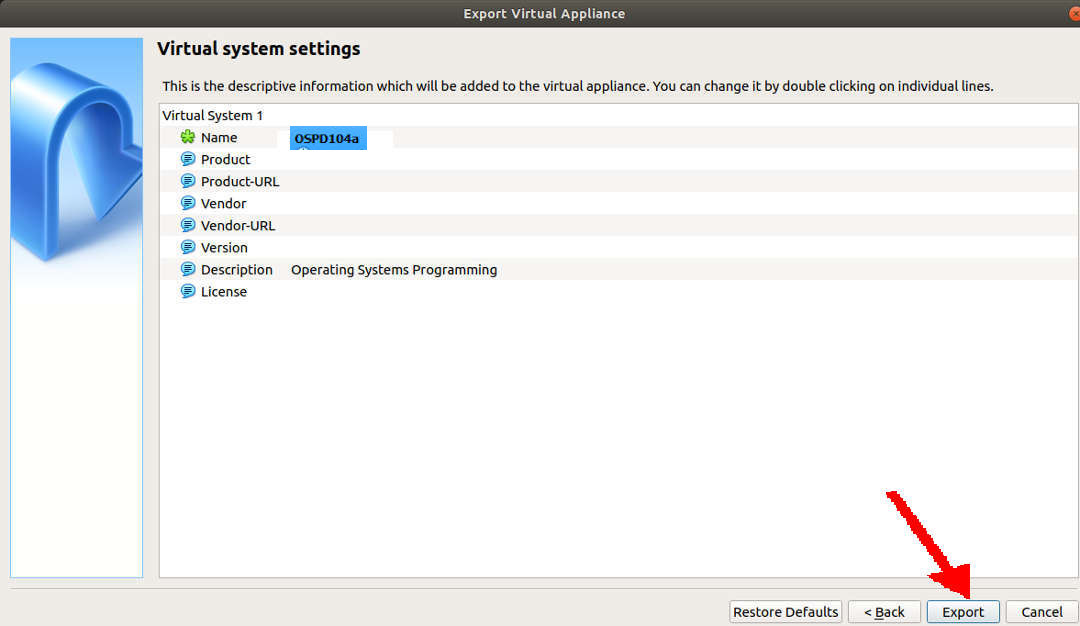 Export Virtual Appliance
Virtual system settings
This is the descriptive information which will be added to the virtual appliance. You can change it by double clicking on individual lines.
Virtual System 1
Name OSPD104a
Product
Product-URL
Vendor
Vendor-URL
Version
Description Operating Systems Programming
License
Restore Defaults < Back Export Cancel